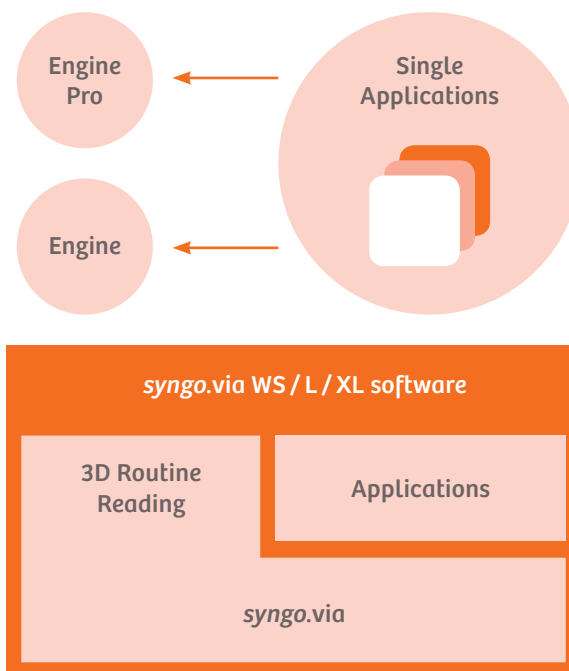 Engine
Pro
Single
Applications
Engine
syngo.via WS / L / XL software
3D Routine
Reading
Applications
syngo.via